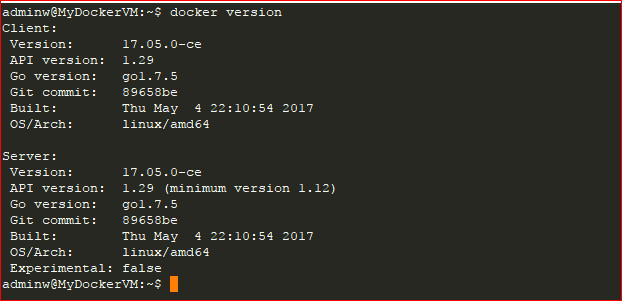 adminw@MyDockerVM:~$ docker version
Client:
 Version:      17.05.0-ce
 API version:  1.29
 Go version:   go1.7.5
 Git commit:   89658be
 Built:        Thu May  4 22:10:54 2017
 OS/Arch:      linux/amd64

Server:
 Version:      17.05.0-ce
 API version:  1.29 (minimum version 1.12)
 Go version:   go1.7.5
 Git commit:   89658be
 Built:        Thu May  4 22:10:54 2017
 OS/Arch:      linux/amd64
 Experimental: false
adminw@MyDockerVM:~$